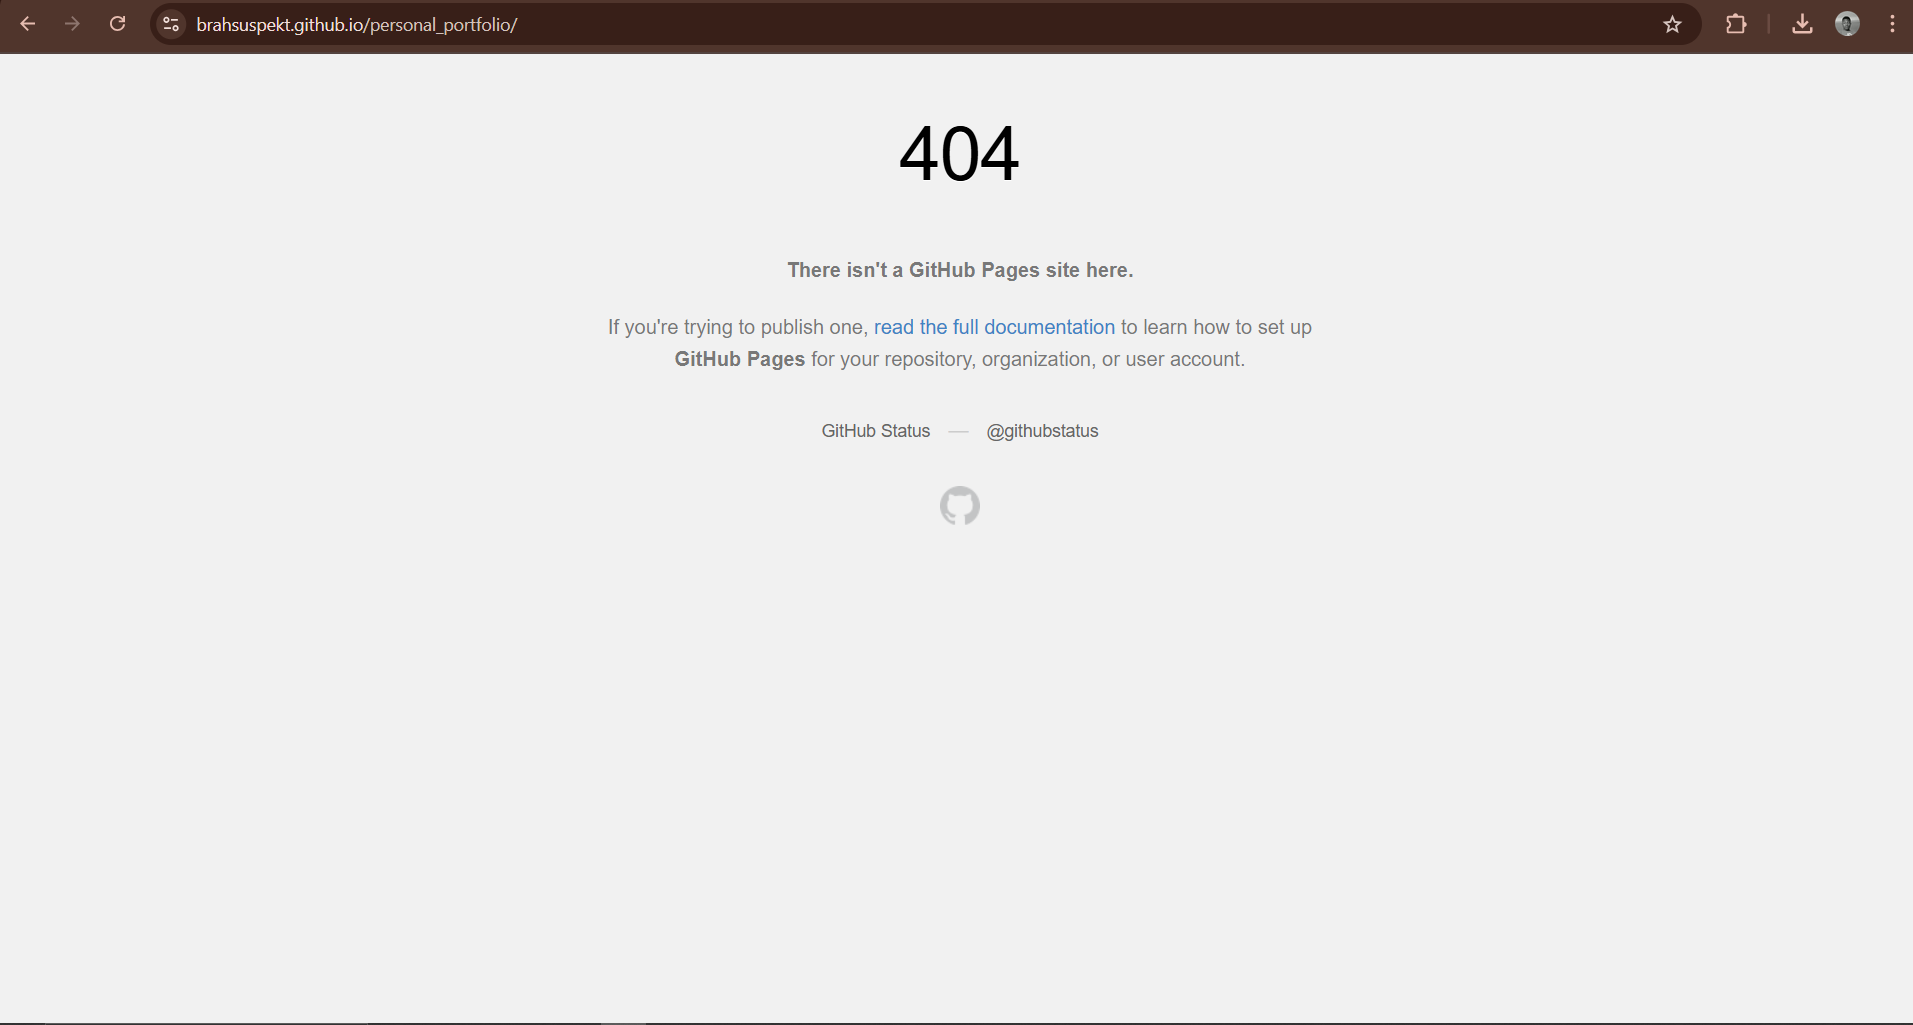 brahsuspekt.github.io/personal_portfolio/
404
There isn't a GitHub Pages site here.
If you're trying to publish one, read the full documentation to learn how to set up
GitHub Pages for your repository, organization, or user account.
GitHub Status — @githubstatus